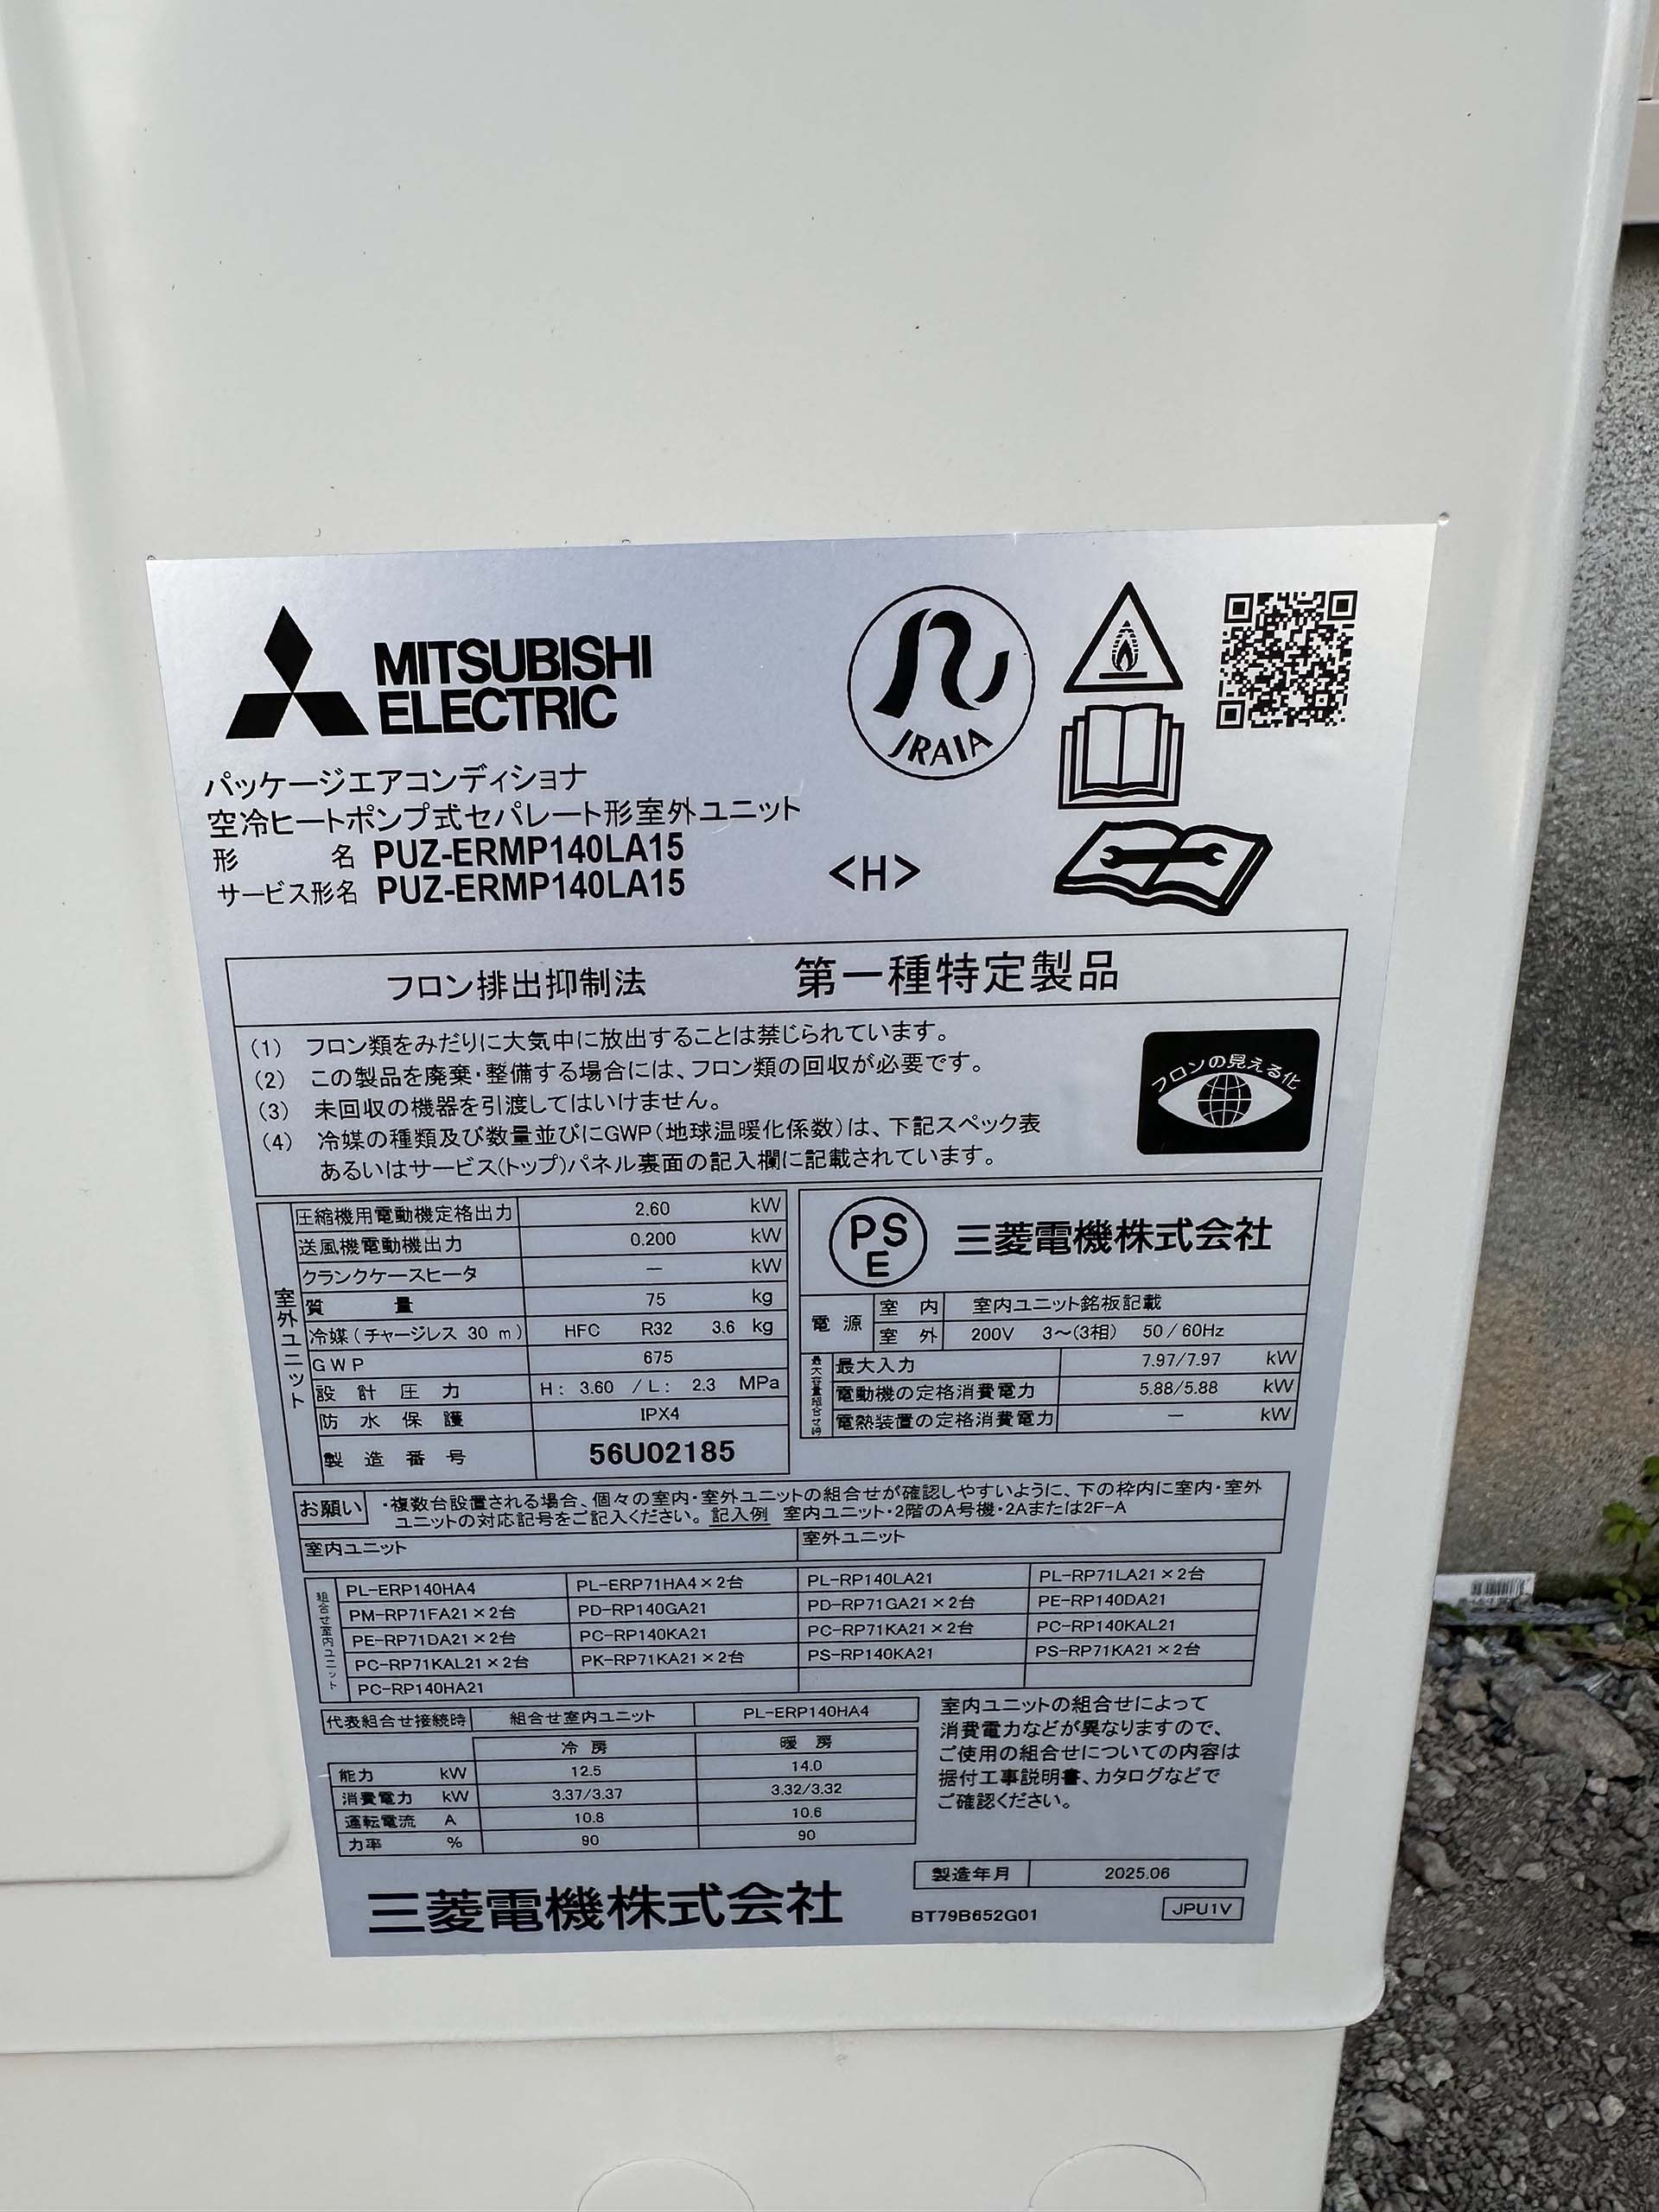 MITSUBISHI
ELECTRIC
JRAIA
パッケージエアコンディショナ
空冷ヒートポンプ式セパレート形室外ユニット
形名 PUZ-ERMP140LA15
サービス形名 PUZ-ERMP140LA15
<H>
フロン排出抑制法 第一種特定製品
(1) フロン類をみだりに大気中に放出することは禁じられています。
(2) この製品を廃棄・整備する場合には、フロン類の回収が必要です。
(3) 未回収の機器を引渡してはいけません。
(4) 冷媒の種類及び数量並びにGWP(地球温暖化係数)は、下記スペック表
あるいはサービス(トップ)パネル裏面の記入欄に記載されています。
フロンの見える化
室外ユニット
圧縮機用電動機定格出力 2.60 kW
送風機電動機出力 0.200 kW
クランクケースヒータ － kW
質量 75 kg
冷媒(チャージレス 30 m) HFC R32 3.6 kg
GWP 675
設計圧力 H: 3.60 / L: 2.3 MPa
防水保護 IPX4
製造番号 56U02185
PSE 三菱電機株式会社
電源 室内 室内ユニット銘板記載
室外 200V 3～(3相) 50/60Hz
最大容量組合せ時
最大入力 7.97/7.97 kW
電動機の定格消費電力 5.88/5.88 kW
電熱装置の定格消費電力 － kW
お願い ・複数台設置される場合、個々の室内・室外ユニットの組合せが確認しやすいように、下の枠内に室内・室外
ユニットの対応記号をご記入ください。 記入例 室内ユニット・2階のA号機・2Aまたは2F-A
室内ユニット 室外ユニット
組合せ室内ユニット
PL-ERP140HA4 PL-ERP71HA4×2台 PL-RP140LA21 PL-RP71LA21×2台
PM-RP71FA21×2台 PD-RP140GA21 PD-RP71GA21×2台 PE-RP140DA21
PE-RP71DA21×2台 PC-RP140KA21 PC-RP71KA21×2台 PC-RP140KAL21
PC-RP71KAL21×2台 PK-RP71KA21×2台 PS-RP140KA21 PS-RP71KA21×2台
PC-RP140HA21
代表組合せ接続時 組合せ室内ユニット PL-ERP140HA4
冷房 暖房
能力 kW 12.5 14.0
消費電力 kW 3.37/3.37 3.32/3.32
運転電流 A 10.8 10.6
力率 % 90 90
室内ユニットの組合せによって
消費電力などが異なりますので、
ご使用の組合せについての内容は
据付工事説明書、カタログなどで
ご確認ください。
製造年月 2025.06
三菱電機株式会社
BT79B652G01 JPU1V